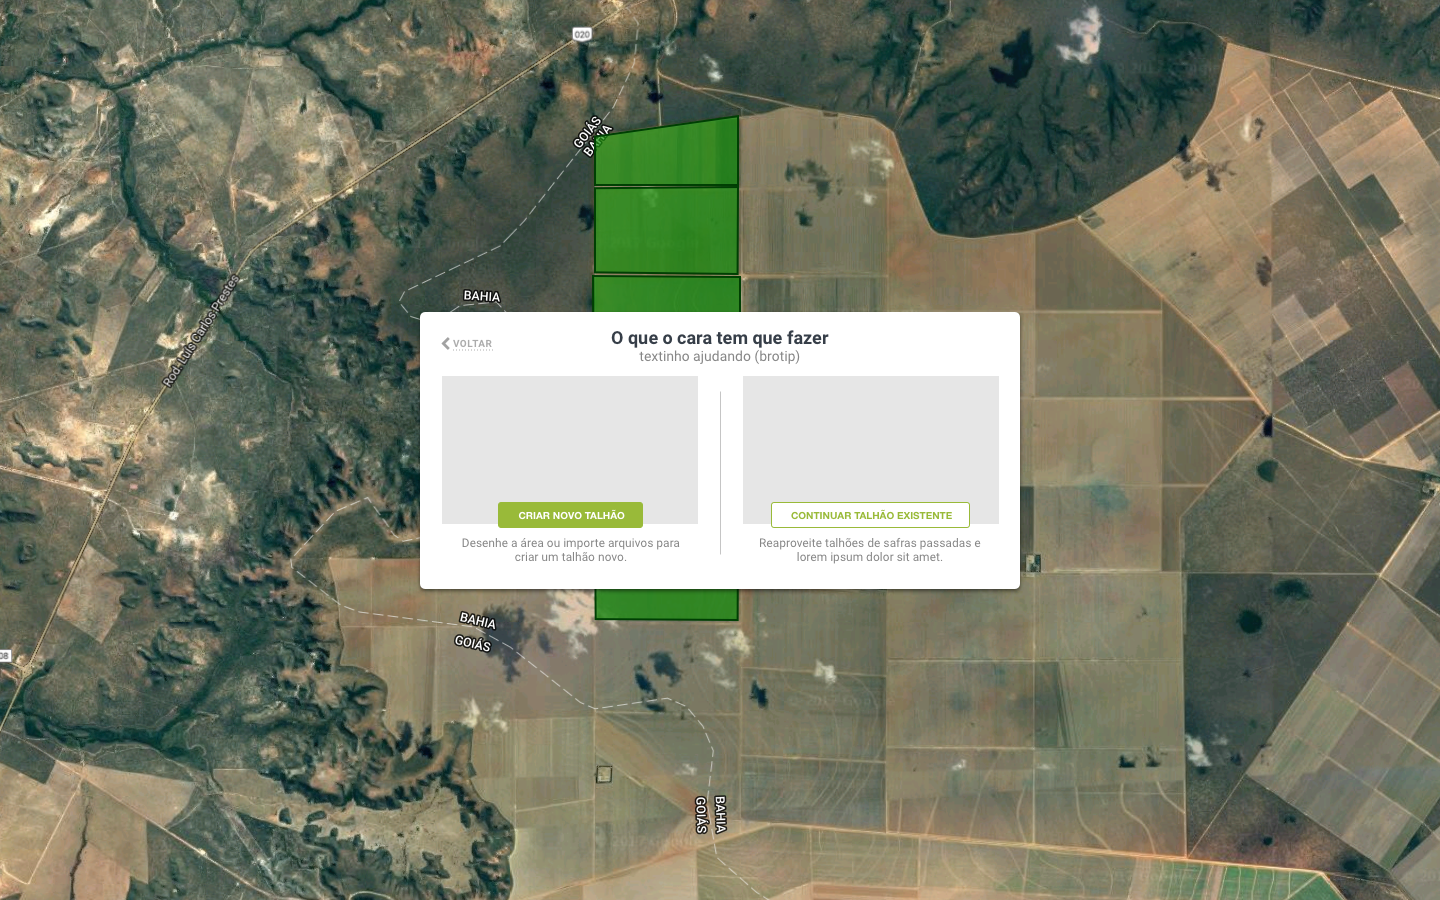 020
GOIÁS
BAHIA
BAHIA
Rod. Luís Carlos Prestes
VOLTAR
O que o cara tem que fazer
textinho ajudando (brotip)
CRIAR NOVO TALHÃO
CONTINUAR TALHÃO EXISTENTE
Desenhe a área ou importe arquivos para
criar um talhão novo.
Reaproveite talhões de safras passadas e
lorem ipsum dolor sit amet.
BAHIA
GOIÁS
08
GOIÁS
BAHIA